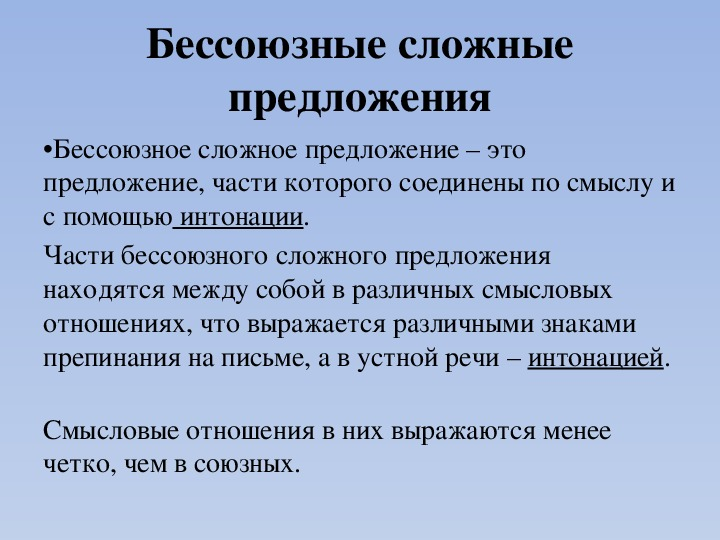 Бессоюзные сложные
предложения
•Бессоюзное сложное предложение – это
предложение, части которого соединены по смыслу и
с помощью интонации.
Части бессоюзного сложного предложения
находятся между собой в различных смысловых
отношениях, что выражается различными знаками
препинания на письме, а в устной речи – интонацией.
Смысловые отношения в них выражаются менее
четко, чем в союзных.